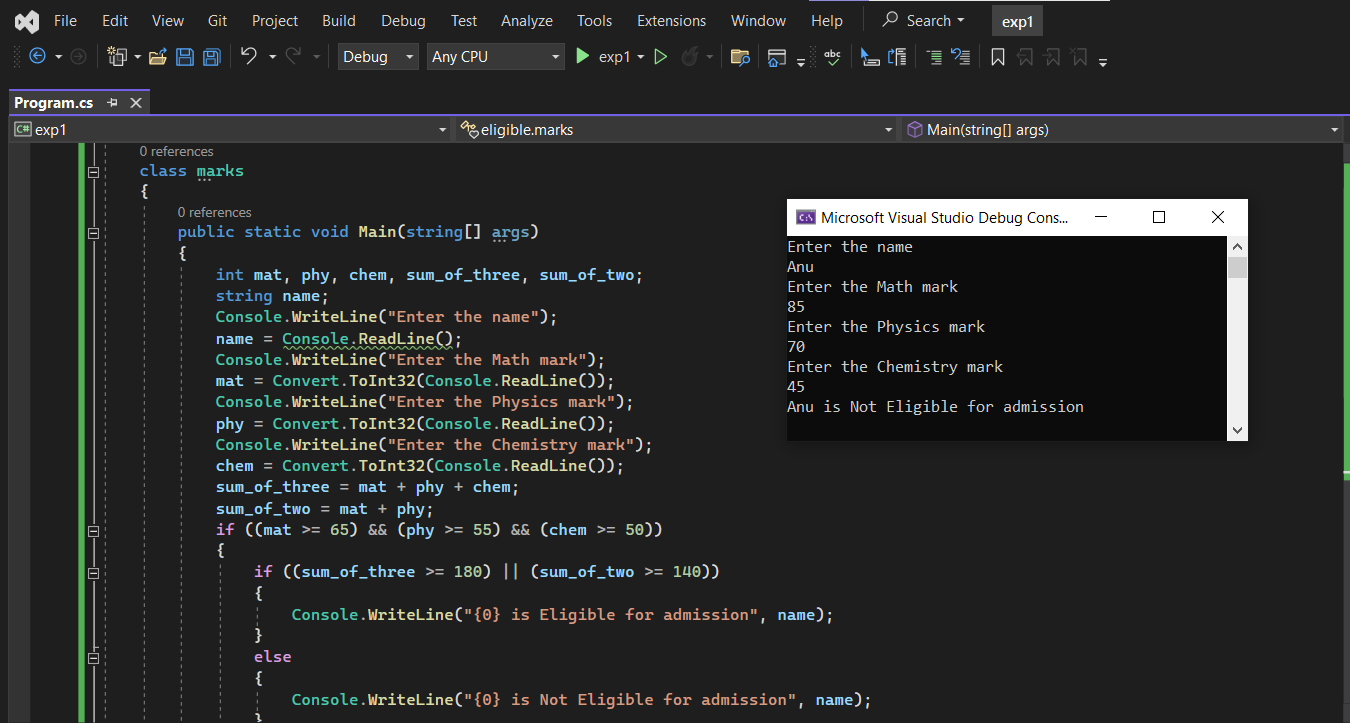 File Edit View Git Project Build Debug Test Analyze Tools Extensions Window Help Search exp1
Debug Any CPU exp1 abc
Program.cs
C# exp1 eligible.marks Main(string[] args)
0 references
class marks
{
0 references
public static void Main(string[] args)
{
int mat, phy, chem, sum_of_three, sum_of_two;
string name;
Console.WriteLine("Enter the name");
name = Console.ReadLine();
Console.WriteLine("Enter the Math mark");
mat = Convert.ToInt32(Console.ReadLine());
Console.WriteLine("Enter the Physics mark");
phy = Convert.ToInt32(Console.ReadLine());
Console.WriteLine("Enter the Chemistry mark");
chem = Convert.ToInt32(Console.ReadLine());
sum_of_three = mat + phy + chem;
sum_of_two = mat + phy;
if ((mat >= 65) && (phy >= 55) && (chem >= 50))
{
if ((sum_of_three >= 180) || (sum_of_two >= 140))
{
Console.WriteLine("{0} is Eligible for admission", name);
}
else
{
Console.WriteLine("{0} is Not Eligible for admission", name);
}
C:\ Microsoft Visual Studio Debug Cons...
Enter the name
Anu
Enter the Math mark
85
Enter the Physics mark
70
Enter the Chemistry mark
45
Anu is Not Eligible for admission